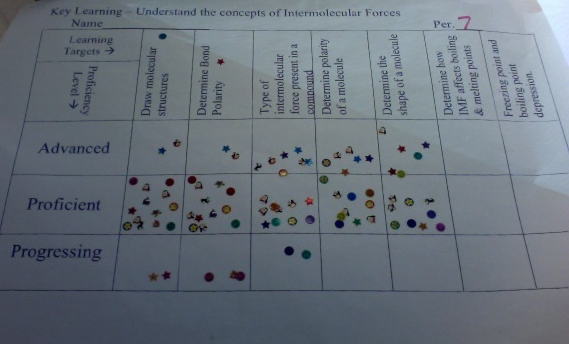 Key Learning - Understand the concepts of Intermolecular Forces
Name
Per. 7
Learning
Targets →
Proficiency
Level →
Draw molecular
structures
Determine Bond
Polarity
Type of
intermolecular
force present in a
compound
Determine polarity
of a molecule
Determine the
shape of a molecule
Determine how
IMF affects boiling
& melting points
Freezing point and
boiling point
depression.
Advanced
Proficient
Progressing